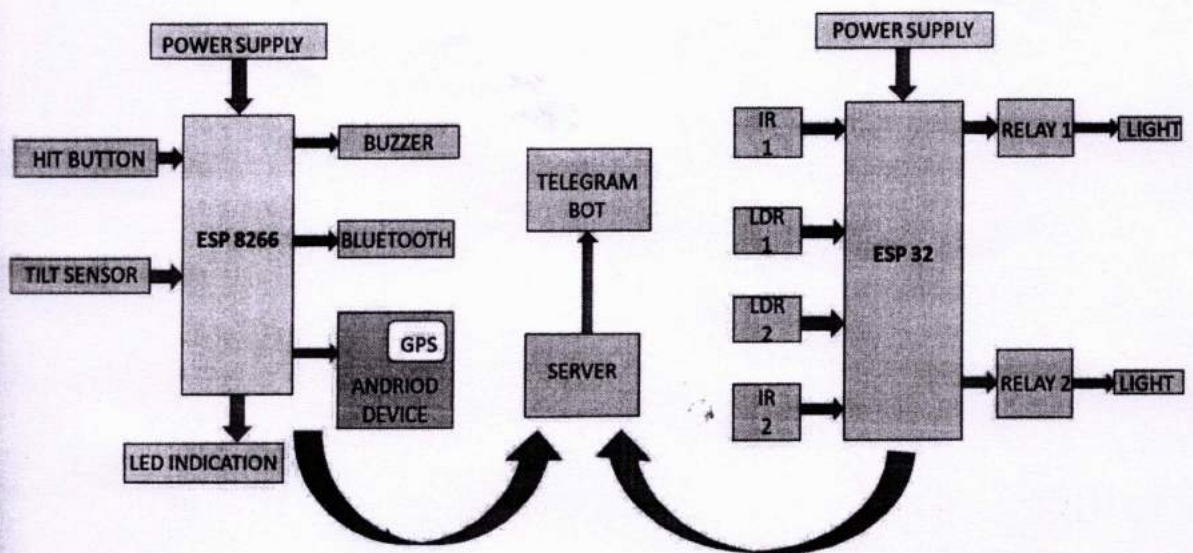 POWER SUPPLY
HIT BUTTON
TILT SENSOR
ESP 8266
BUZZER
BLUETOOTH
GPS
ANDRIOD
DEVICE
LED INDICATION
TELEGRAM
BOT
SERVER
POWER SUPPLY
IR
1
LDR
1
LDR
2
IR
2
ESP 32
RELAY 1
LIGHT
RELAY 2
LIGHT